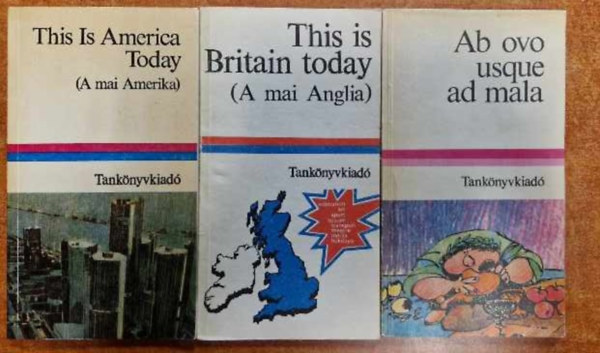 This Is America
Today
(A mai Amerika)
Tankönyvkiadó
This is
Britain today
(A mai Anglia)
Tankönyvkiadó
Ab ovo
usque
ad mala
Tankönyvkiadó